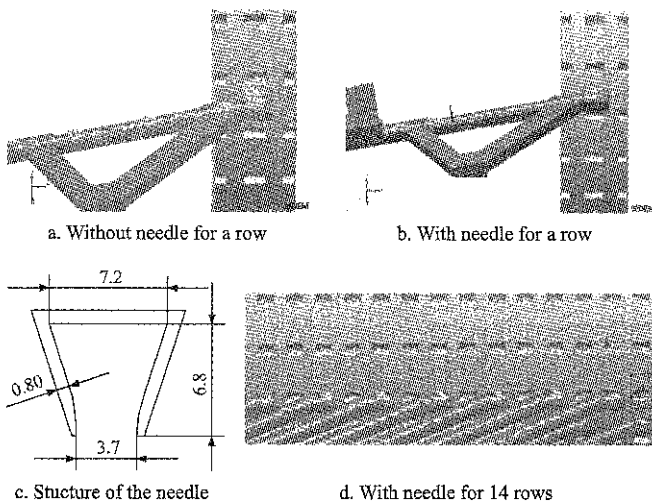 a. Without needle for a row
b. With needle for a row
7.2
0.80
6.8
3.7
c. Stucture of the needle
d. With needle for 14 rows